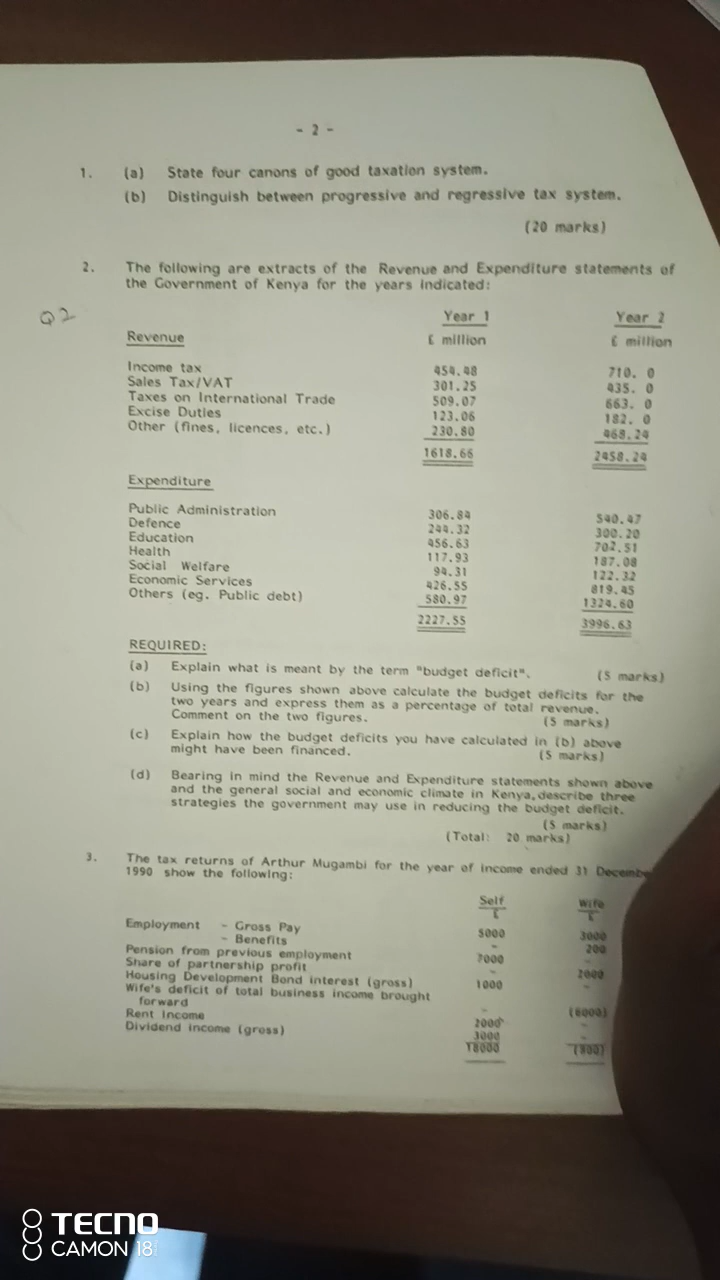 - 2 -
1. (a) State four canons of good taxation system.
(b) Distinguish between progressive and regressive tax system.
(20 marks)
2. The following are extracts of the Revenue and Expenditure statements of
the Government of Kenya for the years indicated:
Q2
Year 1 Year 2
Revenue £ million £ million
Income tax 454.48 710. 0
Sales Tax/VAT 301.25 435. 0
Taxes on International Trade 509.07 663. 0
Excise Duties 123.06 182. 0
Other (fines, licences, etc.) 230.80 468.24
1618.66 2458.24
Expenditure
Public Administration 306.84 540.47
Defence 244.32 300.20
Education 456.63 702.51
Health 117.93 187.08
Social Welfare 94.31 122.32
Economic Services 426.55 819.45
Others (eg. Public debt) 580.97 1324.60
2227.55 3996.63
REQUIRED:
(a) Explain what is meant by the term "budget deficit". (5 marks)
(b) Using the figures shown above calculate the budget deficits for the
two years and express them as a percentage of total revenue.
Comment on the two figures. (5 marks)
(c) Explain how the budget deficits you have calculated in (b) above
might have been financed. (5 marks)
(d) Bearing in mind the Revenue and Expenditure statements shown above
and the general social and economic climate in Kenya, describe three
strategies the government may use in reducing the budget deficit.
(5 marks)
(Total: 20 marks)
3. The tax returns of Arthur Mugambi for the year of income ended 31 Decembe
1990 show the following:
Self Wife
£ £
Employment - Gross Pay 5000 3000
- Benefits - 200
Pension from previous employment 7000 -
Share of partnership profit - 2000
Housing Development Bond interest (gross) 1000 -
Wife's deficit of total business income brought
forward - (6000)
Rent Income 2000 -
Dividend income (gross) 3000 -
18000 (800)
TECNO
CAMON 18